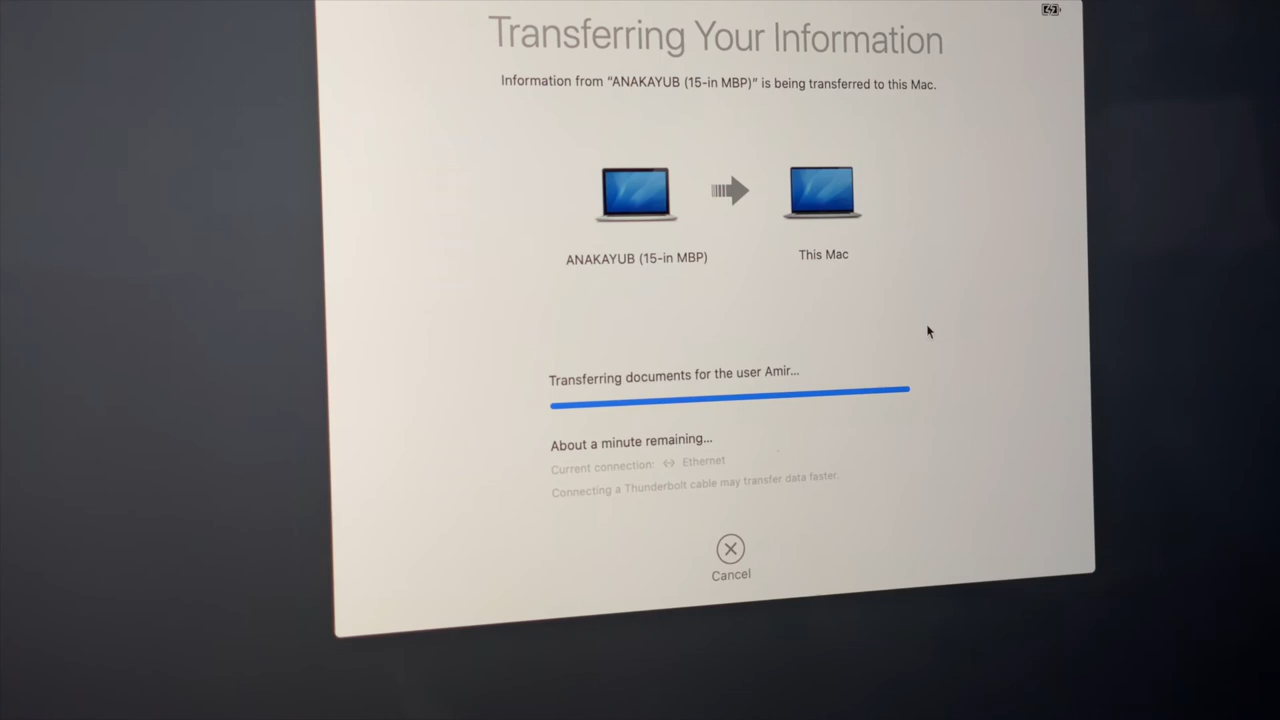 Transferring Your Information
Information from “ANAKAYUB (15-in MBP)” is being transferred to this Mac.
ANAKAYUB (15-in MBP)
This Mac
Transferring documents for the user Amir...
About a minute remaining...
Current connection: ‹··› Ethernet
Connecting a Thunderbolt cable may transfer data faster.
Cancel